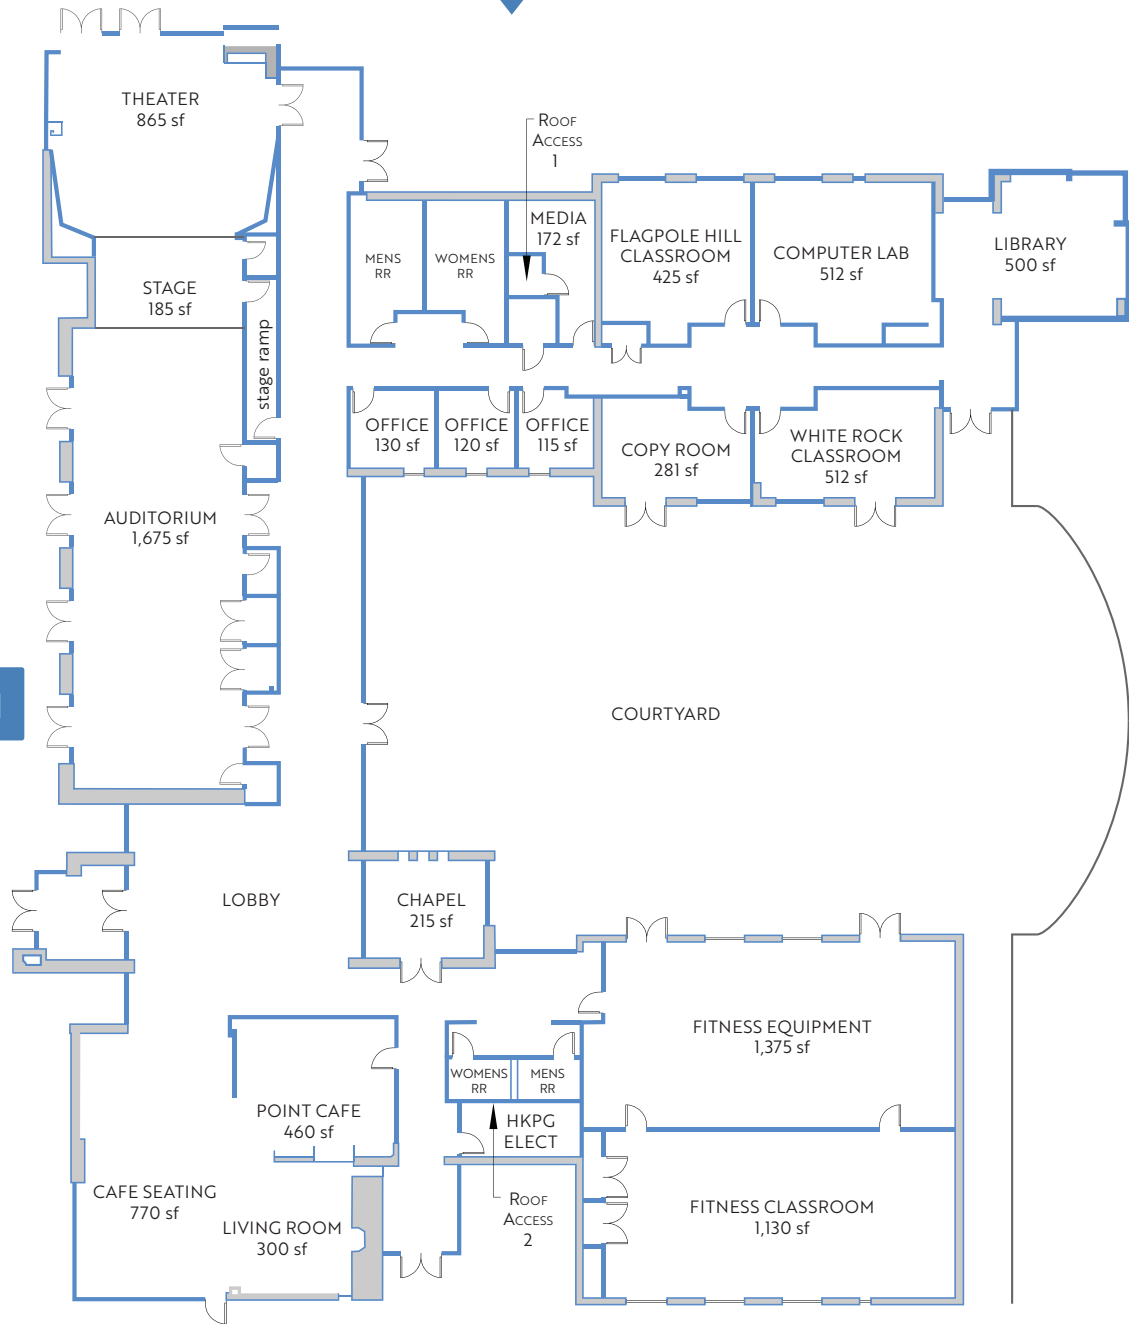 THEATER
865 sf
ROOF
ACCESS
1
MEDIA
172 sf
FLAGPOLE HILL
CLASSROOM
425 sf
COMPUTER LAB
512 sf
LIBRARY
500 sf
MENS
RR
WOMENS
RR
STAGE
185 sf
stage ramp
OFFICE
130 sf
OFFICE
120 sf
OFFICE
115 sf
COPY ROOM
281 sf
WHITE ROCK
CLASSROOM
512 sf
AUDITORIUM
1,675 sf
COURTYARD
LOBBY
CHAPEL
215 sf
FITNESS EQUIPMENT
1,375 sf
WOMENS
RR
MENS
RR
POINT CAFE
460 sf
HKPG
ELECT
CAFE SEATING
770 sf
LIVING ROOM
300 sf
ROOF
ACCESS
2
FITNESS CLASSROOM
1,130 sf